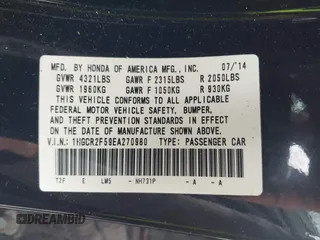 MFD. BY HONDA OF AMERICA MFG., INC. 07/14
GVWR 4321LBS GAWR F 2315LBS R 2050LBS
GVWR 1960KG GAWR F 1050KG R 930KG
THIS VEHICLE CONFORMS TO ALL APPLICABLE
FEDERAL MOTOR VEHICLE SAFETY, BUMPER,
AND THEFT PREVENTION STANDARDS IN EFFECT ON THE
DATE OF MANUFACTURE SHOWN ABOVE.
V.I.N.: 1HGCR2F59EA270980 TYPE: PASSENGER CAR
T2F E LW5 - NH731P - A - A
DREAMBID